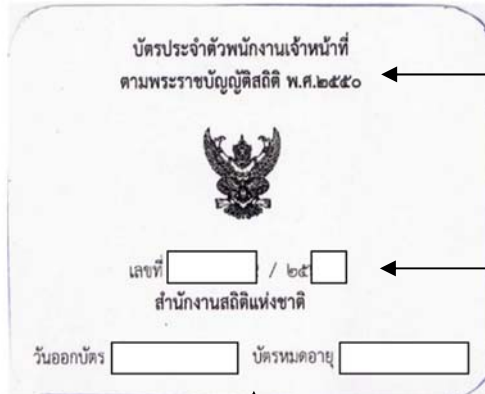 บัตรประจำตัวพนักงานเจ้าหน้าที่
ตามพระราชบัญญัติสถิติ พ.ศ.๒๕๕๐
เลขที่ / ๒๕
สำนักงานสถิติแห่งชาติ
วันออกบัตร บัตรหมดอายุ